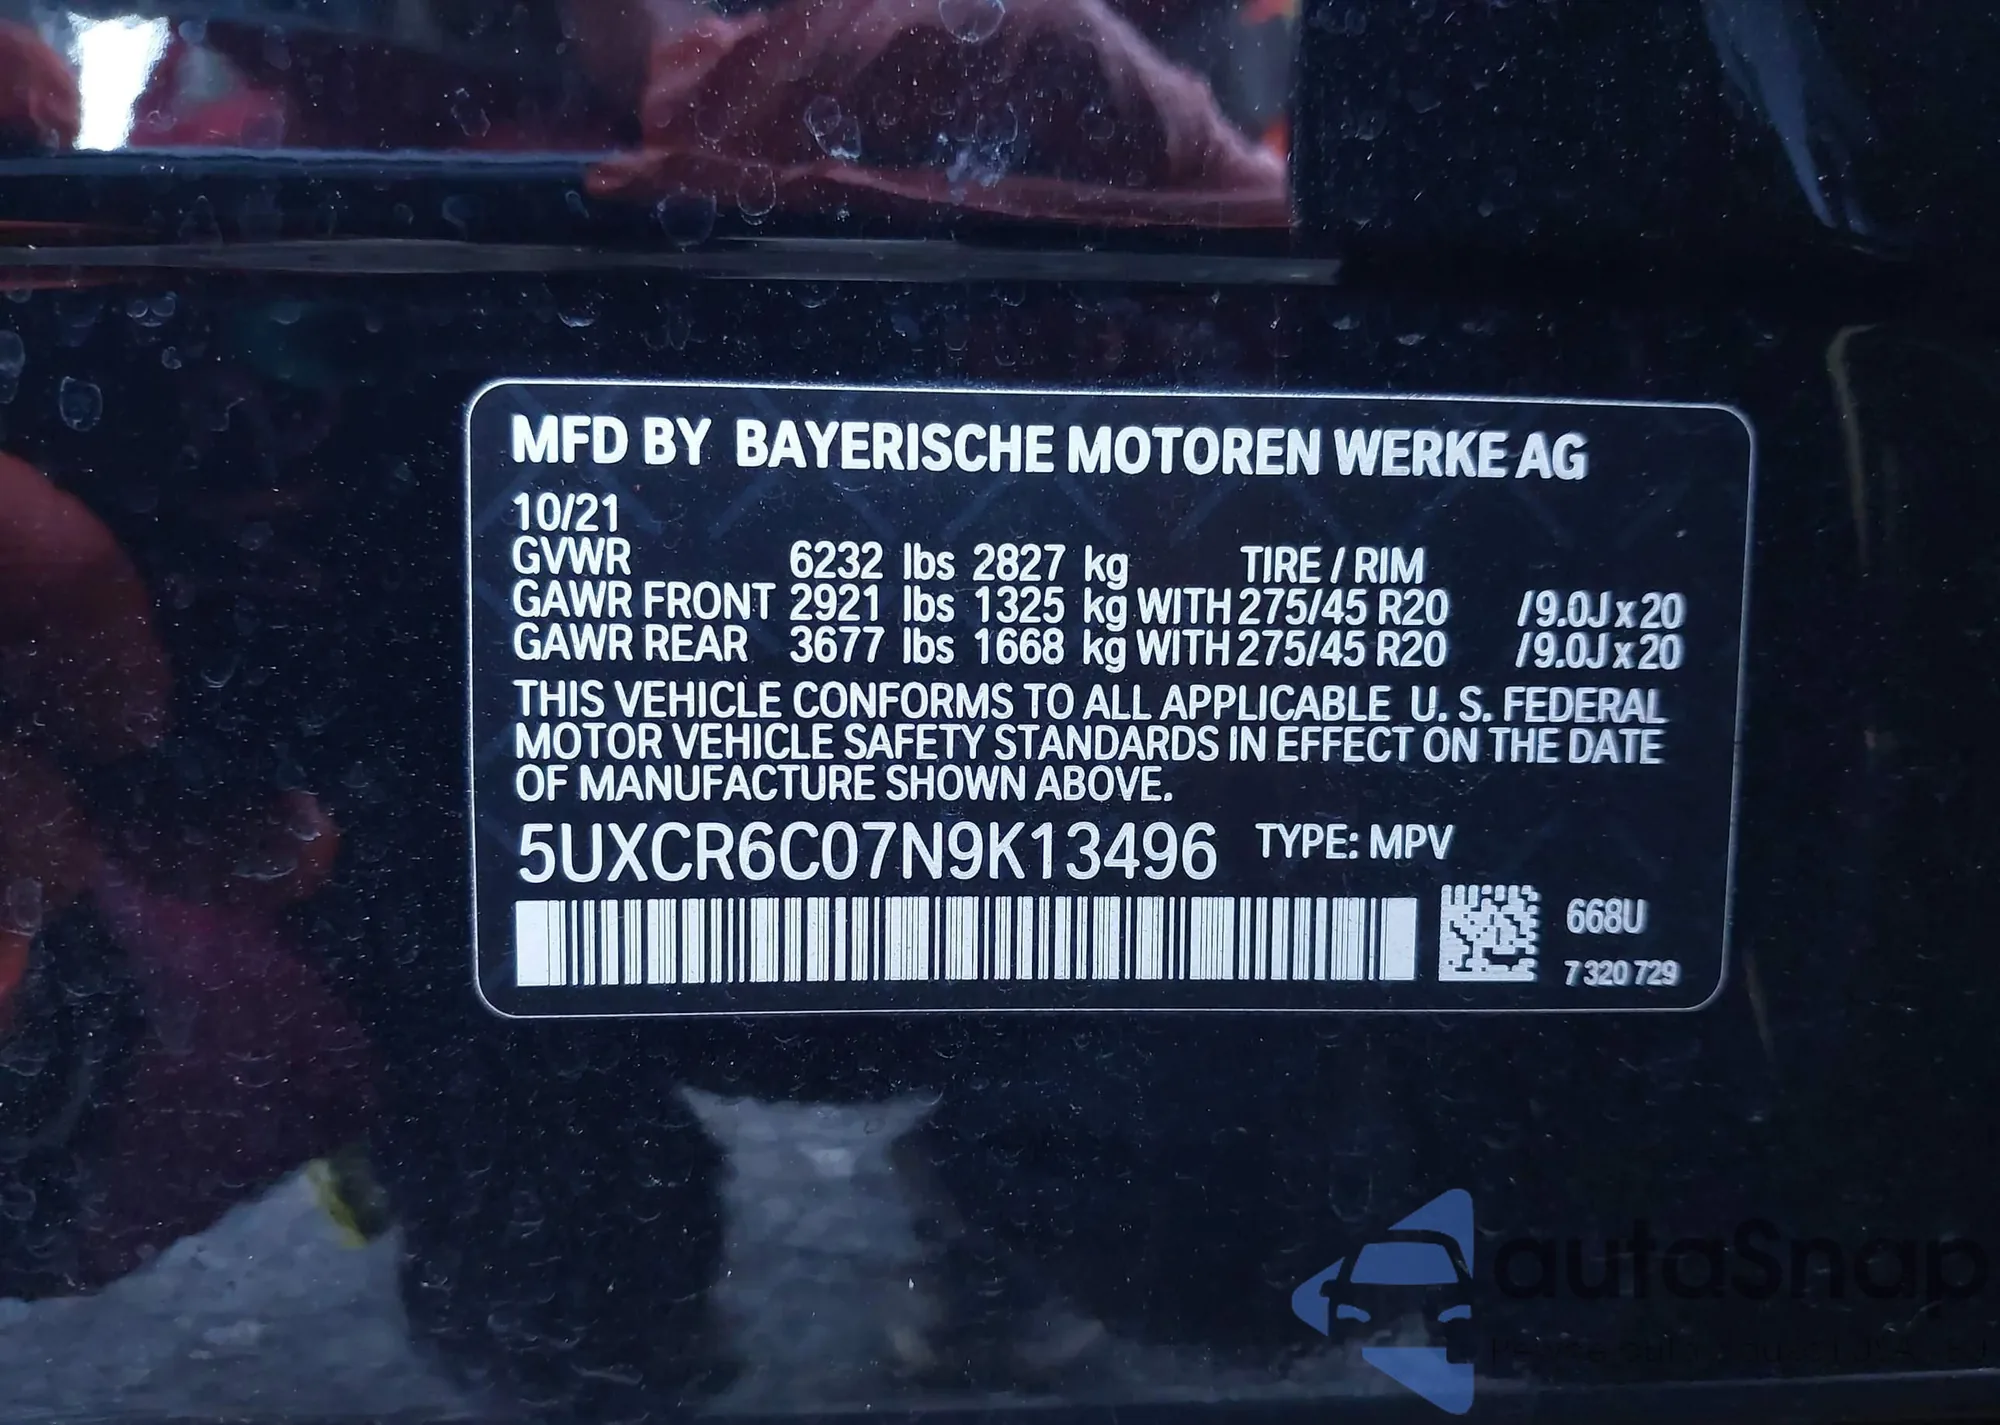 MFD BY BAYERISCHE MOTOREN WERKE AG
10/21
GVWR 6232 lbs 2827 kg TIRE / RIM
GAWR FRONT 2921 lbs 1325 kg WITH 275/45 R20 /9.0J x 20
GAWR REAR 3677 lbs 1668 kg WITH 275/45 R20 /9.0J x 20
THIS VEHICLE CONFORMS TO ALL APPLICABLE U. S. FEDERAL
MOTOR VEHICLE SAFETY STANDARDS IN EFFECT ON THE DATE
OF MANUFACTURE SHOWN ABOVE.
5UXCR6C07N9K13496 TYPE: MPV
668U
7 320 729
autoSnap